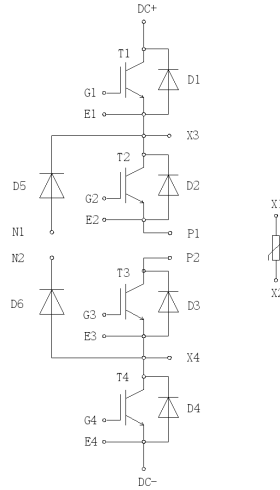 DC+
T1
G1
D1
E1
X3
T2
D5
G2
D2
E2
X1
N1
P1
N2
P2
T3
X2
D6
G3
D3
E3
X4
T4
G4
D4
E4
DC-